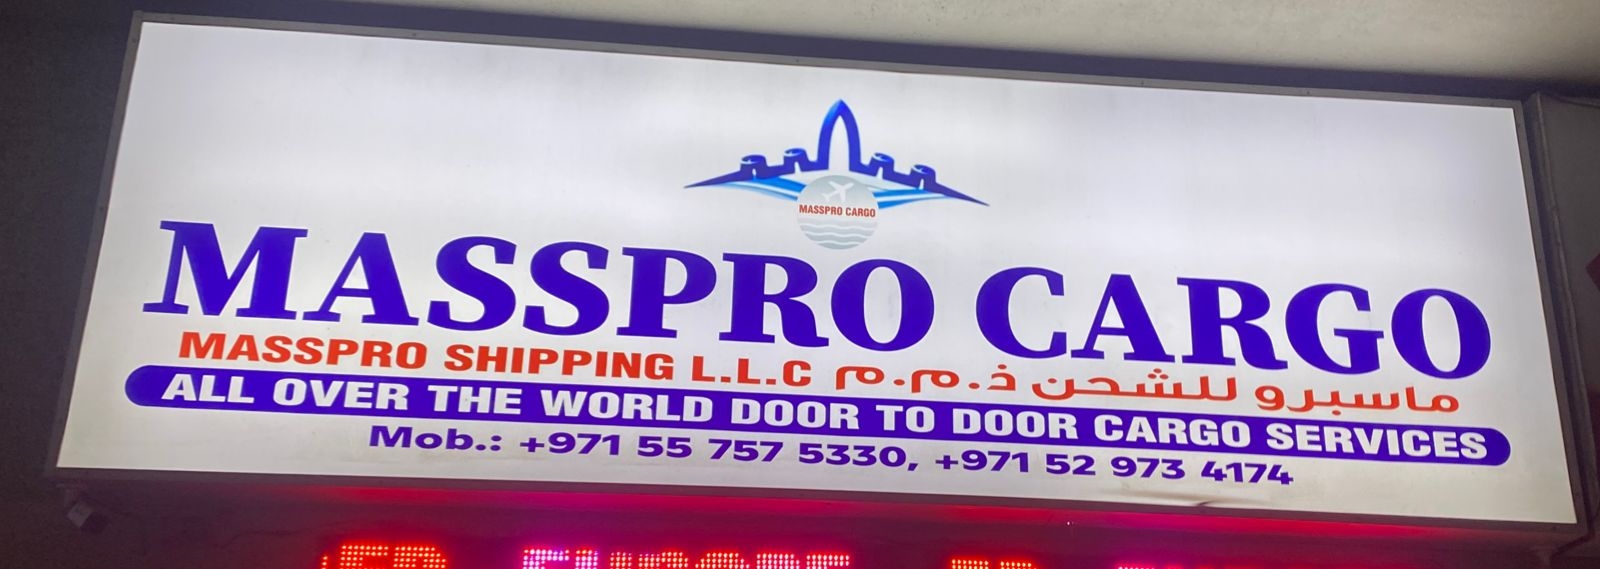 MASSPRO CARGO
MASSPRO CARGO
MASSPRO SHIPPING L.L.C ماسبرو للشحن ذ.م.م
ALL OVER THE WORLD DOOR TO DOOR CARGO SERVICES
Mob.: +971 55 757 5330, +971 52 973 4174